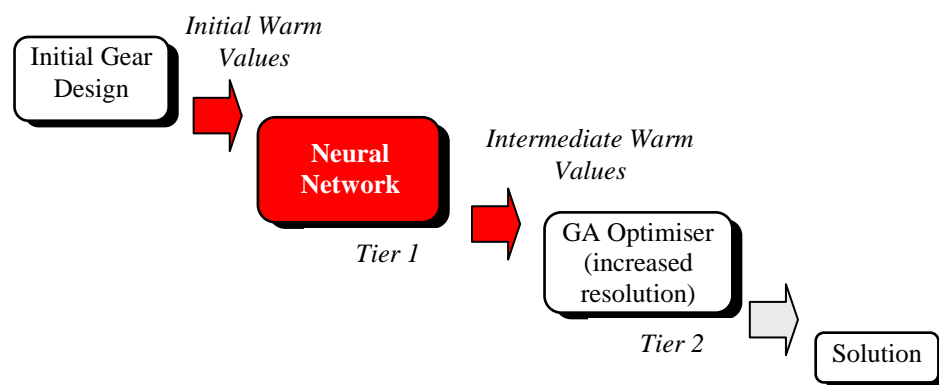 Initial Gear
Design
Initial Warm
Values
Neural
Network
Tier 1
Intermediate Warm
Values
GA Optimiser
(increased
resolution)
Tier 2
Solution